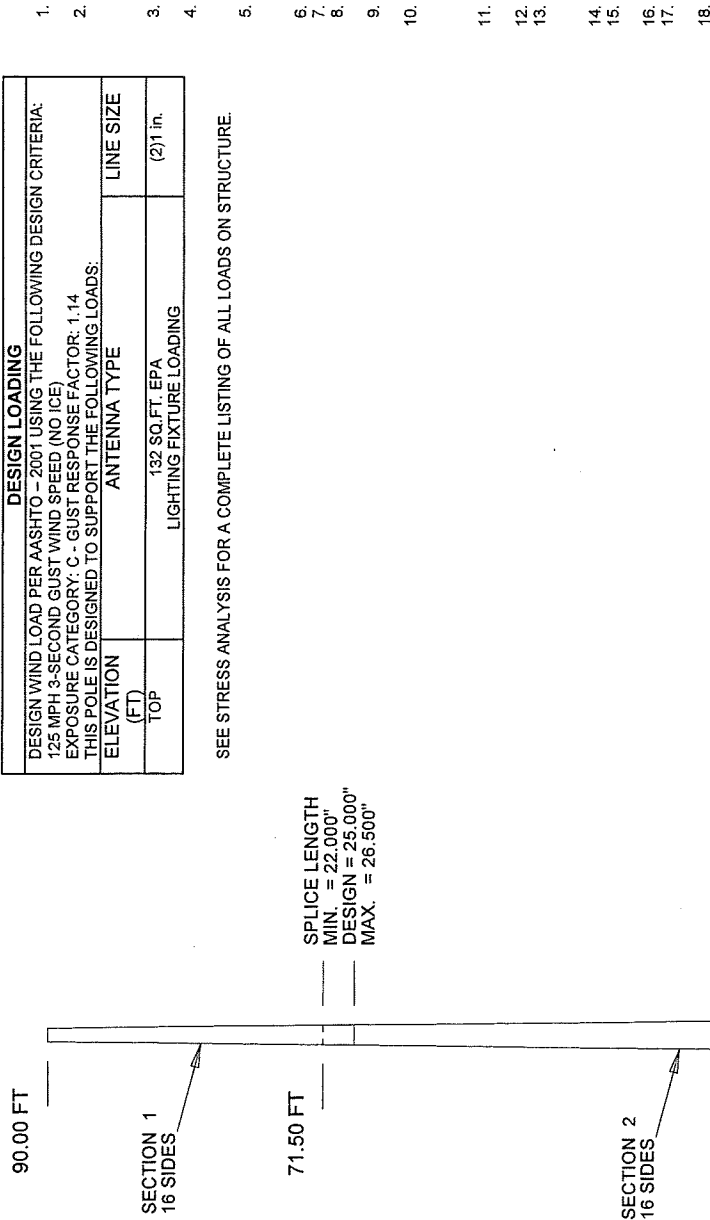 90.00 FT
SECTION 1
16 SIDES
71.50 FT
SPLICE LENGTH
MIN. = 22.000"
DESIGN = 25.000"
MAX. = 26.500"
SECTION 2
16 SIDES
DESIGN LOADING
DESIGN WIND LOAD PER AASHTO – 2001 USING THE FOLLOWING DESIGN CRITERIA:
125 MPH 3-SECOND GUST WIND SPEED (NO ICE)
EXPOSURE CATEGORY: C - GUST RESPONSE FACTOR: 1.14
THIS POLE IS DESIGNED TO SUPPORT THE FOLLOWING LOADS:
ELEVATION (FT) ANTENNA TYPE LINE SIZE
TOP 132 SQ.FT. EPA (2)1 in.
LIGHTING FIXTURE LOADING
SEE STRESS ANALYSIS FOR A COMPLETE LISTING OF ALL LOADS ON STRUCTURE.
1.
2.
3.
4.
5.
6.
7.
8.
9.
10.
11.
12.
13.
14.
15.
16.
17.
18.